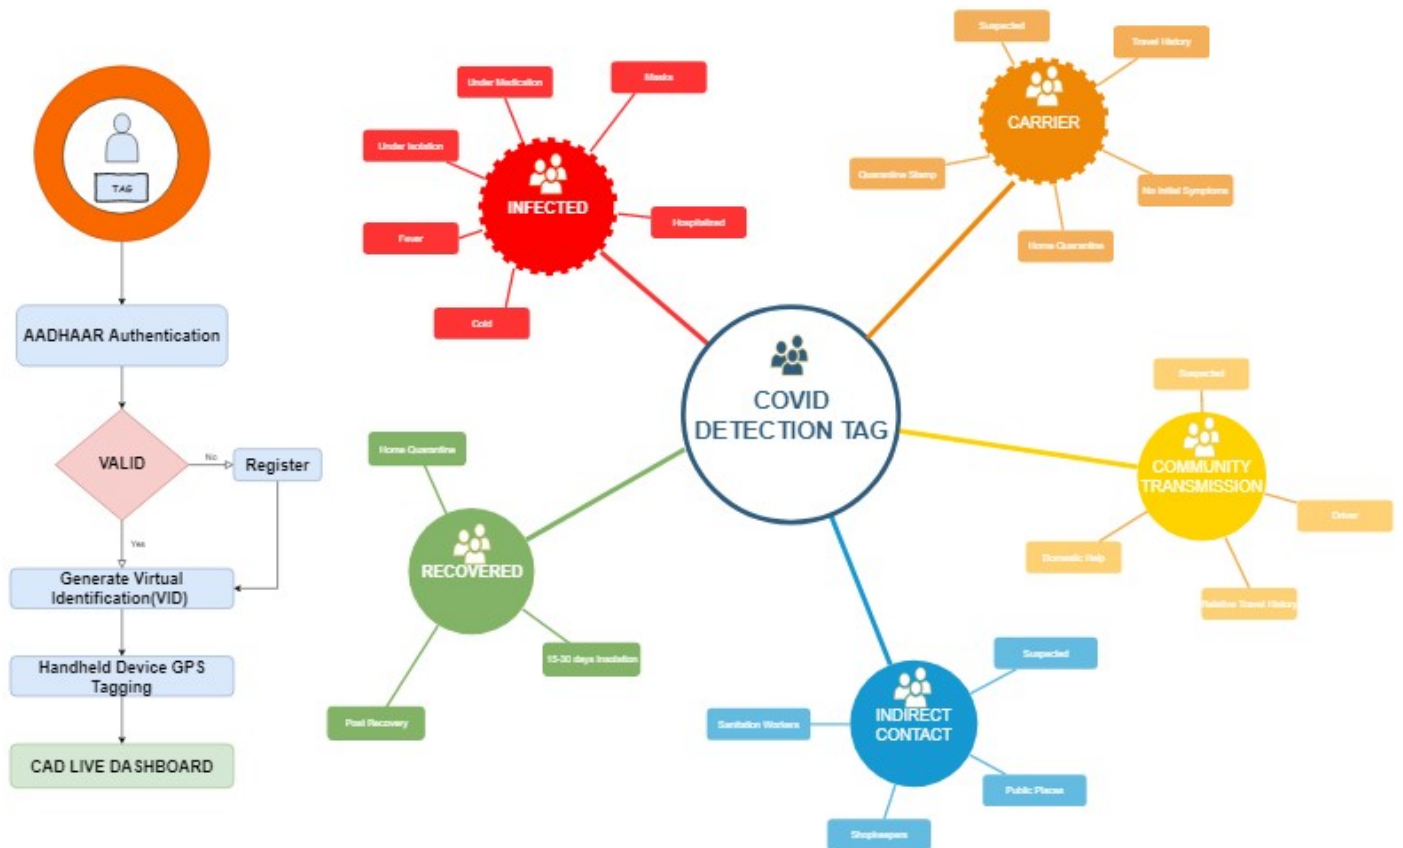 TAG
AADHAAR Authentication
VALID
No
Register
Yes
Generate Virtual
Identification(VID)
Handheld Device GPS
Tagging
CAD LIVE DASHBOARD
COVID
DETECTION TAG
INFECTED
Under Medication
Masks
Under Isolation
Hospitalised
Fever
Cold
CARRIER
Suspected
Travel History
Quarantine Stamp
No Initial Symptoms
Home Quarantine
COMMUNITY
TRANSMISSION
Suspected
Driver
Domestic Help
Relative Travel History
INDIRECT
CONTACT
Suspected
Sanitation Workers
Public Places
Shopkeepers
RECOVERED
Home Quarantine
15-30 days Insolation
Post Recovery